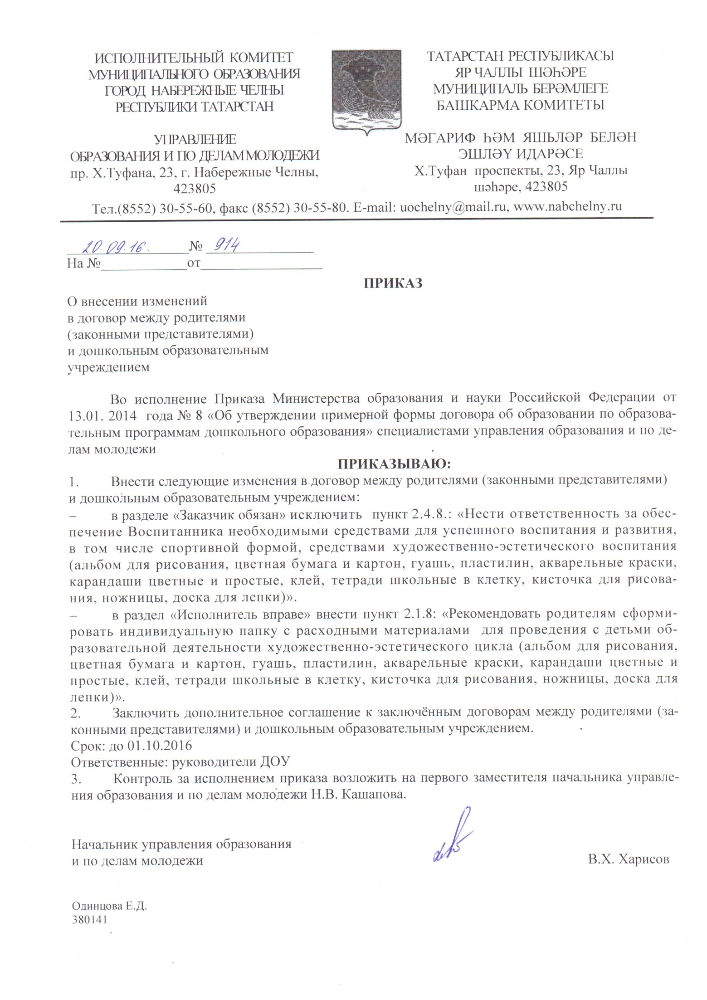 ИСПОЛНИТЕЛЬНЫЙ КОМИТЕТ
МУНИЦИПАЛЬНОГО ОБРАЗОВАНИЯ
ГОРОД НАБЕРЕЖНЫЕ ЧЕЛНЫ
РЕСПУБЛИКИ ТАТАРСТАН
УПРАВЛЕНИЕ
ОБРАЗОВАНИЯ И ПО ДЕЛАМ МОЛОДЕЖИ
пр. Х.Туфана, 23, г. Набережные Челны,
423805
ТАТАРСТАН РЕСПУБЛИКАСЫ
ЯР ЧАЛЛЫ ШӘҺӘРЕ
МУНИЦИПАЛЬ БЕРӘМЛЕГЕ
БАШКАРМА КОМИТЕТЫ
МӘГАРИФ ҺӘМ ЯШЬЛӘР БЕЛӘН
ЭШЛӘҮ ИДАРӘСЕ
Х.Туфан проспекты, 23, Яр Чаллы
шәһәре, 423805
Тел.(8552) 30-55-60, факс (8552) 30-55-80. E-mail: uochelny@mail.ru, www.nabchelny.ru
20.09.16. № 914
На №____________от_________________
ПРИКАЗ
О внесении изменений
в договор между родителями
(законными представителями)
и дошкольным образовательным
учреждением
Во исполнение Приказа Министерства образования и науки Российской Федерации от
13.01. 2014 года № 8 «Об утверждении примерной формы договора об образовании по образова-
тельным программам дошкольного образования» специалистами управления образования и по де-
лам молодежи
ПРИКАЗЫВАЮ:
1. Внести следующие изменения в договор между родителями (законными представителями)
и дошкольным образовательным учреждением:
– в разделе «Заказчик обязан» исключить пункт 2.4.8.: «Нести ответственность за обес-
печение Воспитанника необходимыми средствами для успешного воспитания и развития,
в том числе спортивной формой, средствами художественно-эстетического воспитания
(альбом для рисования, цветная бумага и картон, гуашь, пластилин, акварельные краски,
карандаши цветные и простые, клей, тетради школьные в клетку, кисточка для рисова-
ния, ножницы, доска для лепки)».
– в раздел «Исполнитель вправе» внести пункт 2.1.8: «Рекомендовать родителям сформи-
ровать индивидуальную папку с расходными материалами для проведения с детьми об-
разовательной деятельности художественно-эстетического цикла (альбом для рисования,
цветная бумага и картон, гуашь, пластилин, акварельные краски, карандаши цветные и
простые, клей, тетради школьные в клетку, кисточка для рисования, ножницы, доска для
лепки)».
2. Заключить дополнительное соглашение к заключённым договорам между родителями (за-
конными представителями) и дошкольным образовательным учреждением.
Срок: до 01.10.2016
Ответственные: руководители ДОУ
3. Контроль за исполнением приказа возложить на первого заместителя начальника управле-
ния образования и по делам молодежи Н.В. Кашапова.
Начальник управления образования
и по делам молодежи В.Х. Харисов
Одинцова Е.Д.
380141